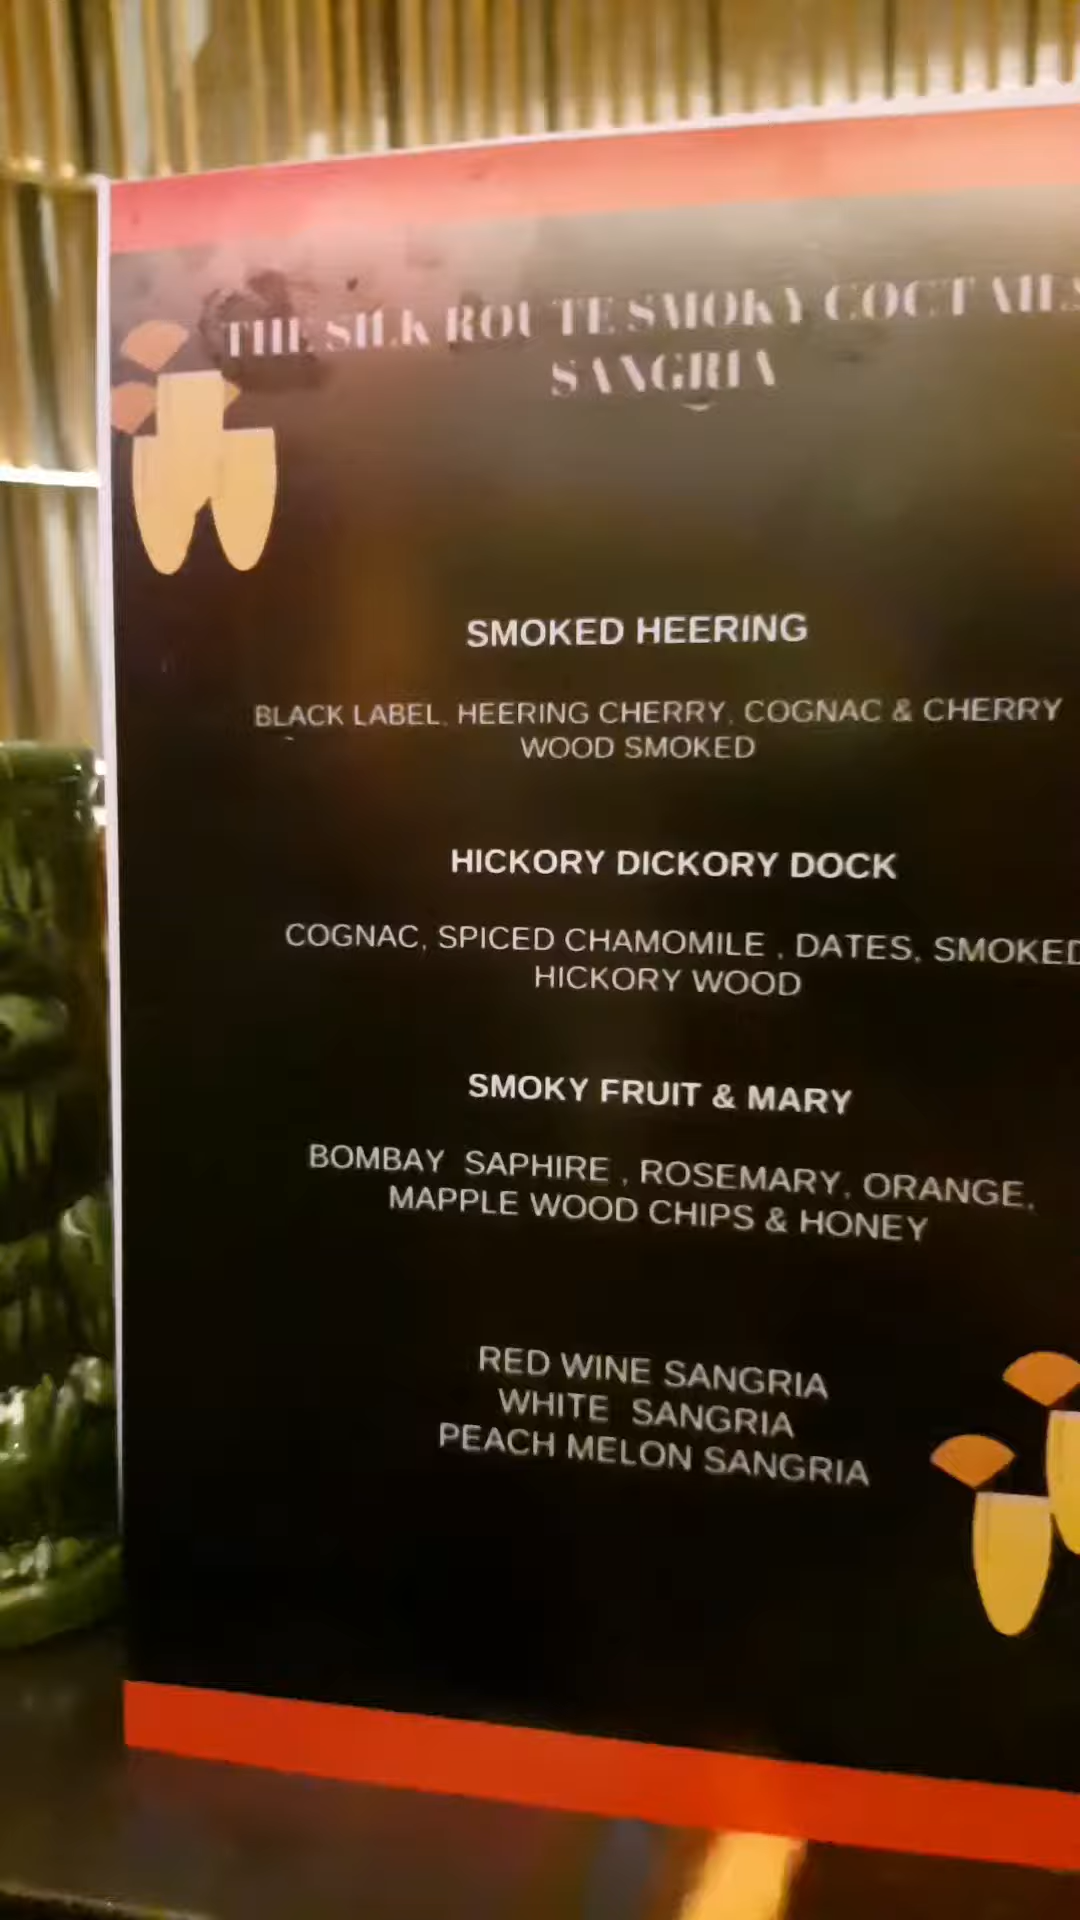 THE SILK ROUTE SMOKY COCTAILS
SANGRIA
SMOKED HEERING
BLACK LABEL, HEERING CHERRY, COGNAC & CHERRY
WOOD SMOKED
HICKORY DICKORY DOCK
COGNAC, SPICED CHAMOMILE , DATES, SMOKED
HICKORY WOOD
SMOKY FRUIT & MARY
BOMBAY SAPHIRE , ROSEMARY, ORANGE,
MAPPLE WOOD CHIPS & HONEY
RED WINE SANGRIA
WHITE SANGRIA
PEACH MELON SANGRIA